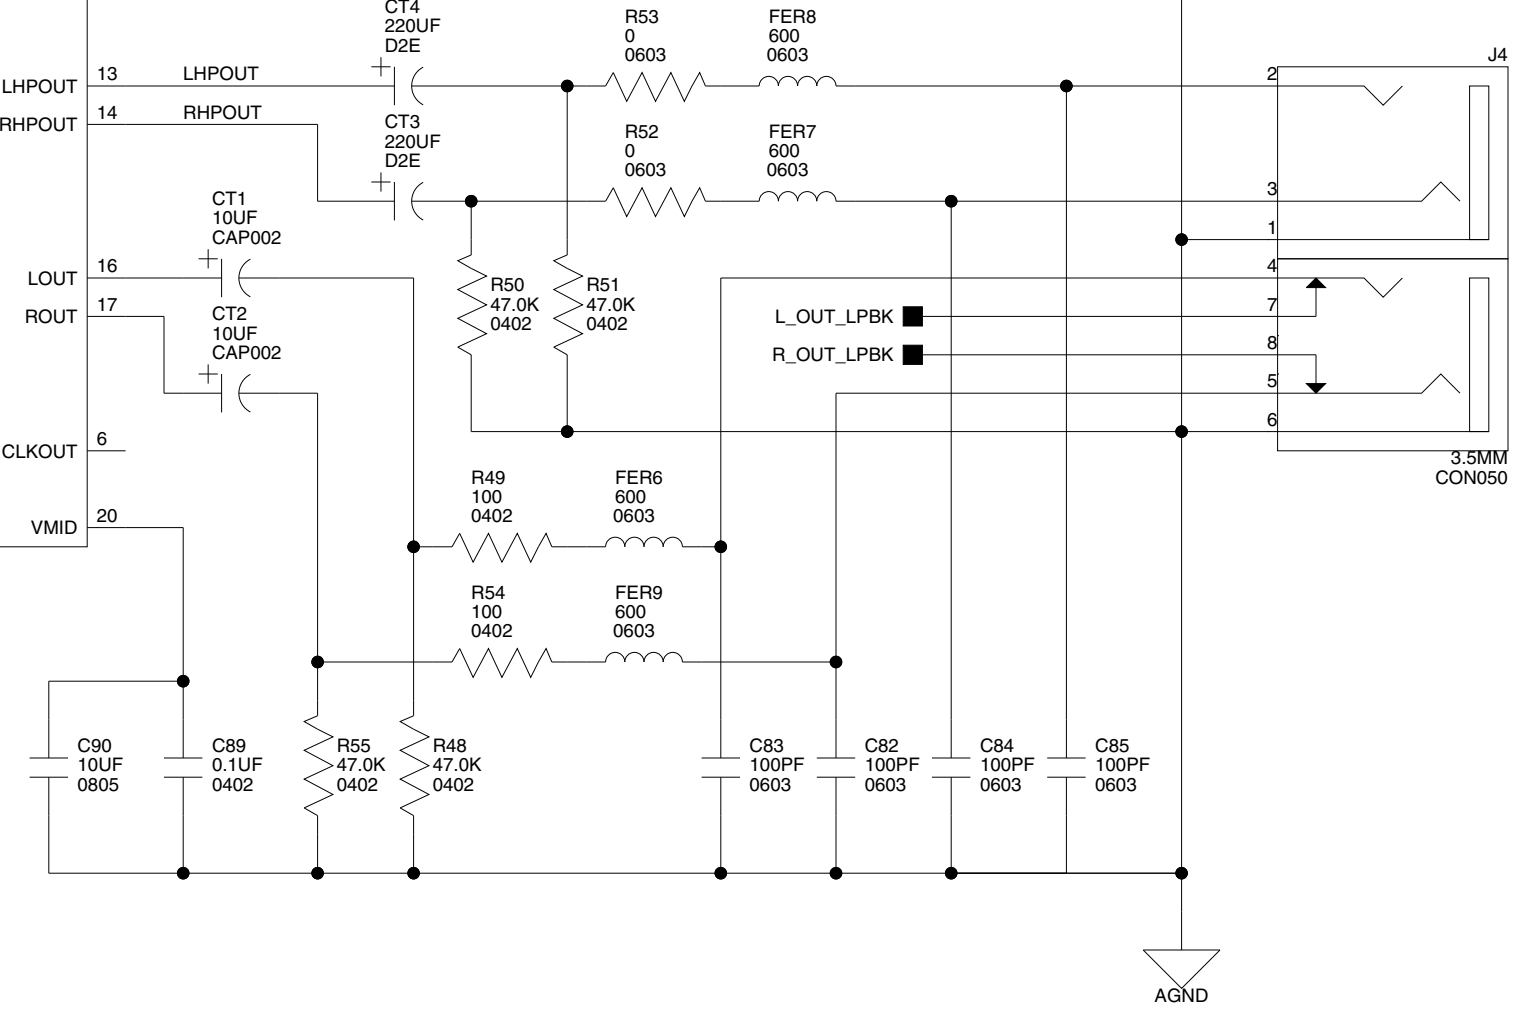 CT4
220UF
D2E
R53
0
0603
FER8
600
0603
J4
LHPOUT
13
LHPOUT
2
RHPOUT
14
RHPOUT
CT3
220UF
D2E
R52
0
0603
FER7
600
0603
3
CT1
10UF
CAP002
1
LOUT
16
4
ROUT
17
CT2
10UF
CAP002
R50
47.0K
0402
R51
47.0K
0402
L_OUT_LPBK
7
R_OUT_LPBK
8
5
6
CLKOUT
6
3.5MM
CON050
R49
100
0402
FER6
600
0603
VMID
20
R54
100
0402
FER9
600
0603
C90
10UF
0805
C89
0.1UF
0402
R55
47.0K
0402
R48
47.0K
0402
C83
100PF
0603
C82
100PF
0603
C84
100PF
0603
C85
100PF
0603
AGND